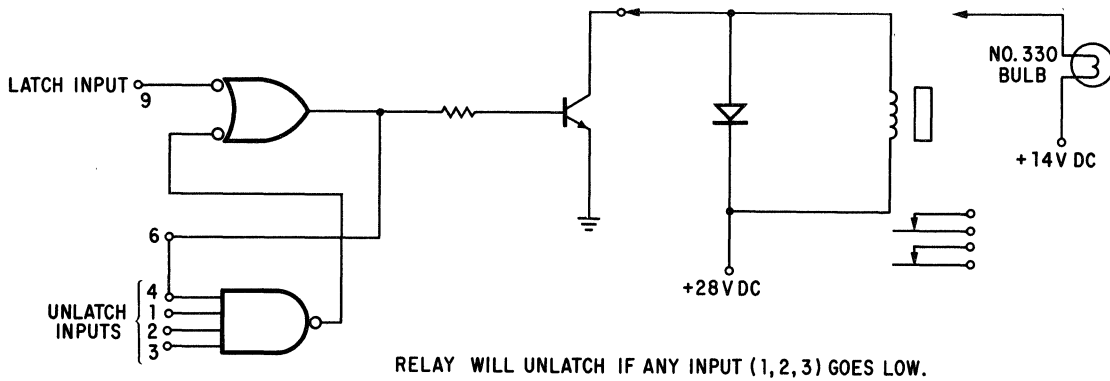 LATCH INPUT
9
NO. 330
BULB
+14V DC
6
4
1
2
3
UNLATCH
INPUTS
+28V DC
RELAY WILL UNLATCH IF ANY INPUT (1, 2, 3) GOES LOW.